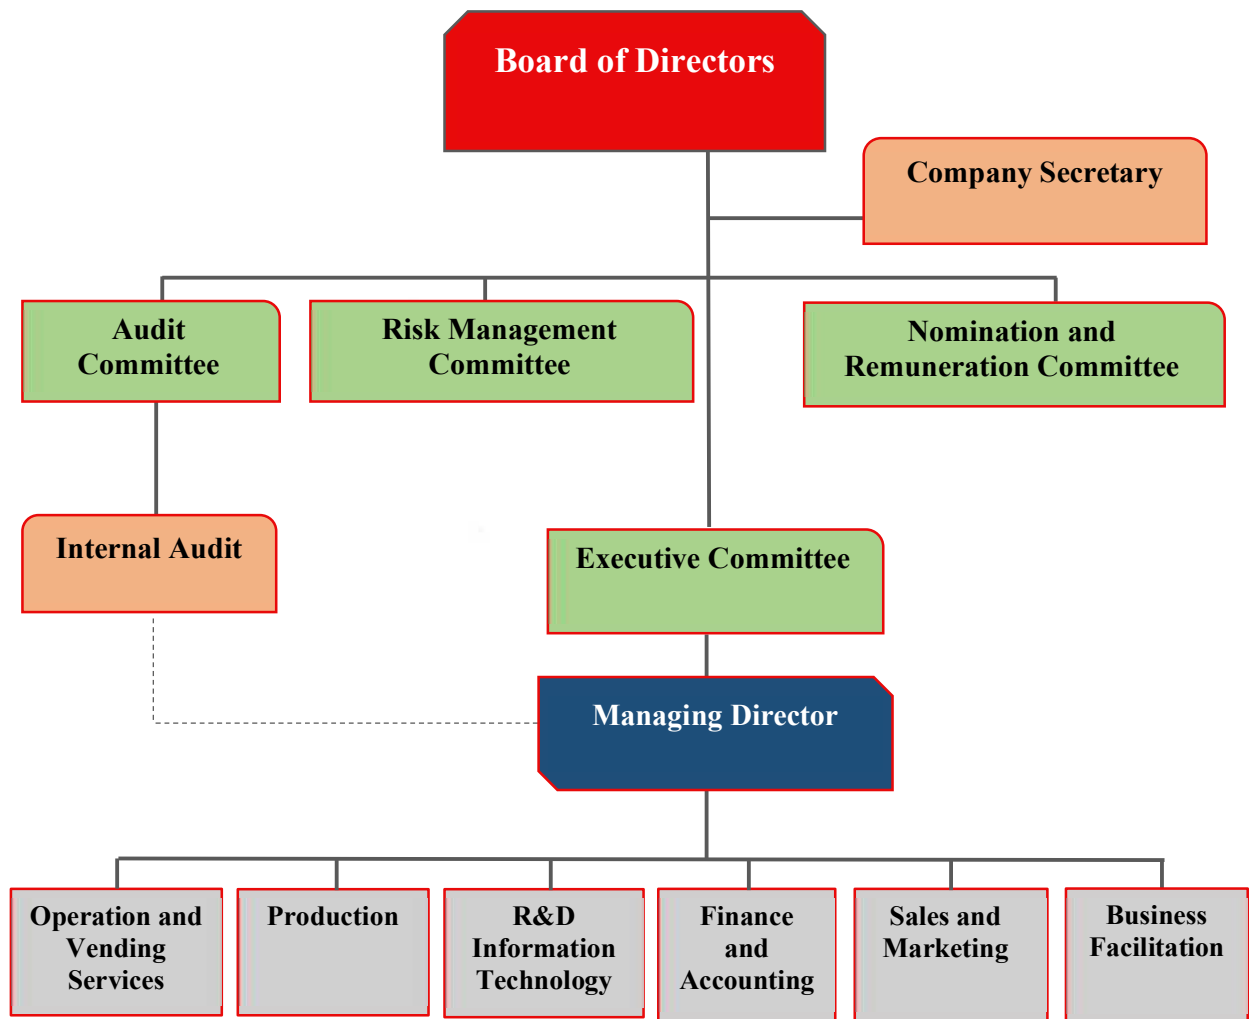 Board of Directors
Company Secretary
Audit
Committee
Risk Management
Committee
Nomination and
Remuneration Committee
Internal Audit
Executive Committee
Managing Director
Operation and
Vending
Services
Production
R&D
Information
Technology
Finance
and
Accounting
Sales and
Marketing
Business
Facilitation